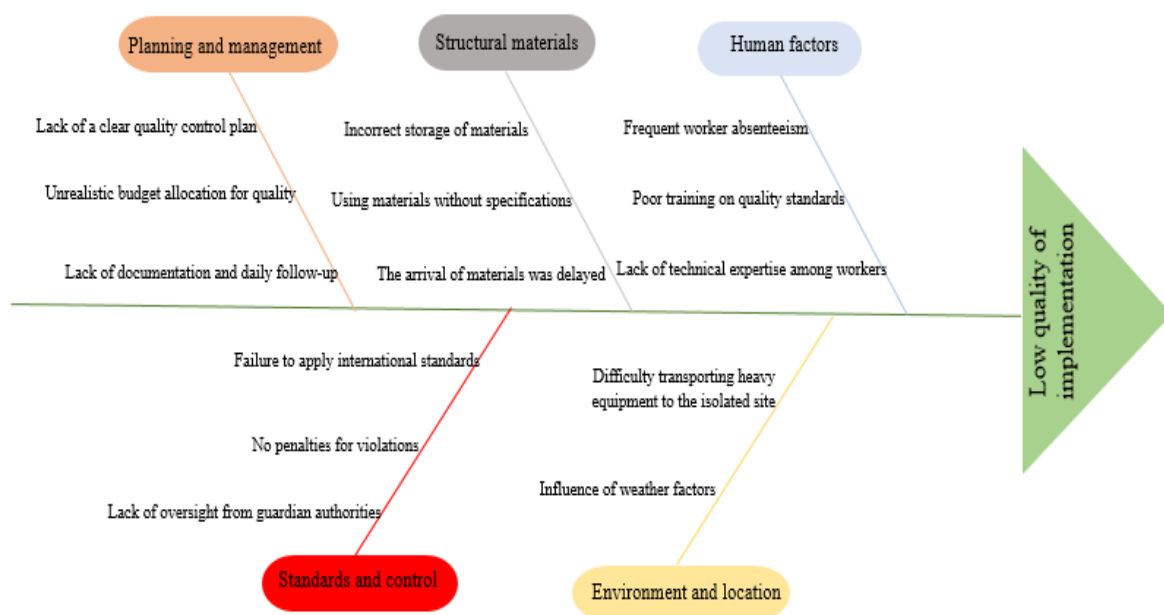 Planning and management
Structural materials
Human factors
Lack of a clear quality control plan
Incorrect storage of materials
Frequent worker absenteeism
Unrealistic budget allocation for quality
Using materials without specifications
Poor training on quality standards
Lack of documentation and daily follow-up
The arrival of materials was delayed
Lack of technical expertise among workers
Low quality of
implementation
Failure to apply international standards
Difficulty transporting heavy
equipment to the isolated site
No penalties for violations
Influence of weather factors
Lack of oversight from guardian authorities
Standards and control
Environment and location